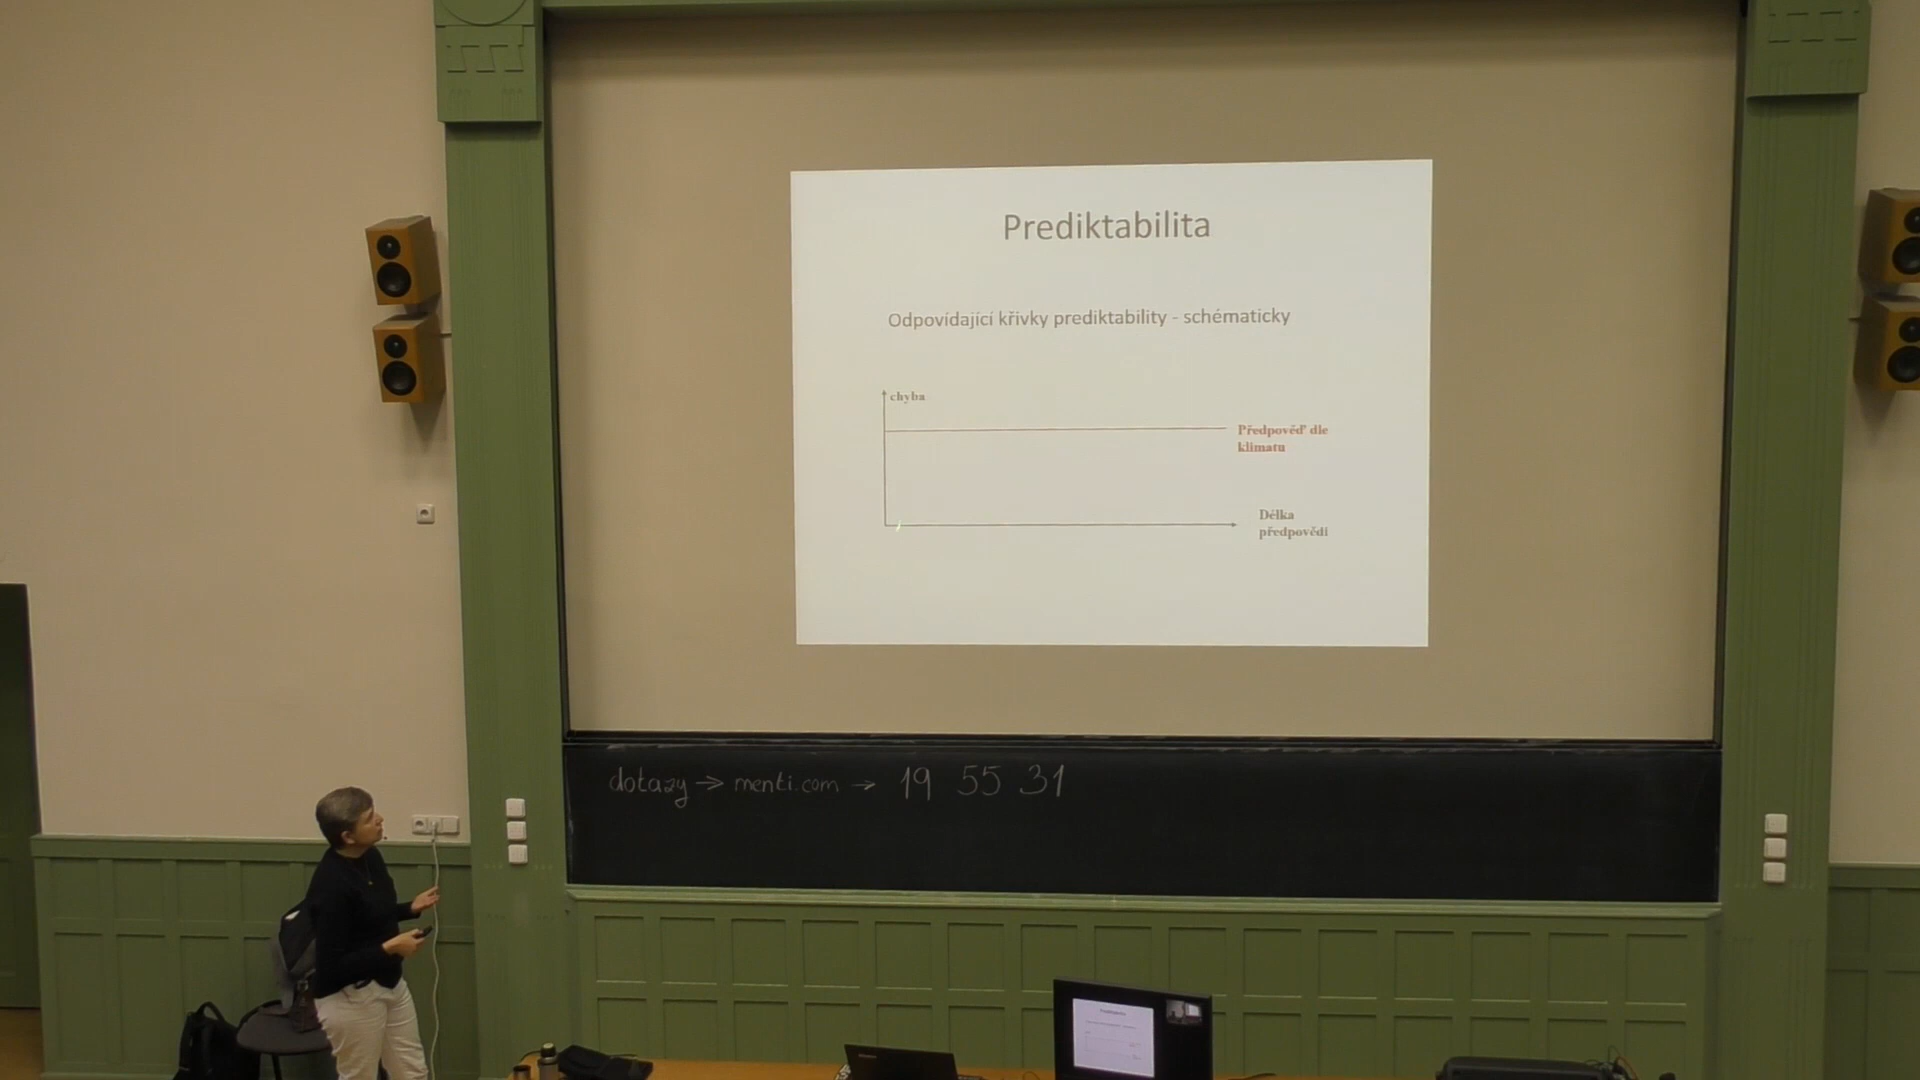 Prediktabilita
Odpovídající křivky prediktability - schématicky
chyba
Předpověď dle
klimatu
Délka
předpovědi
dotazy → menti.com → 19 55 31